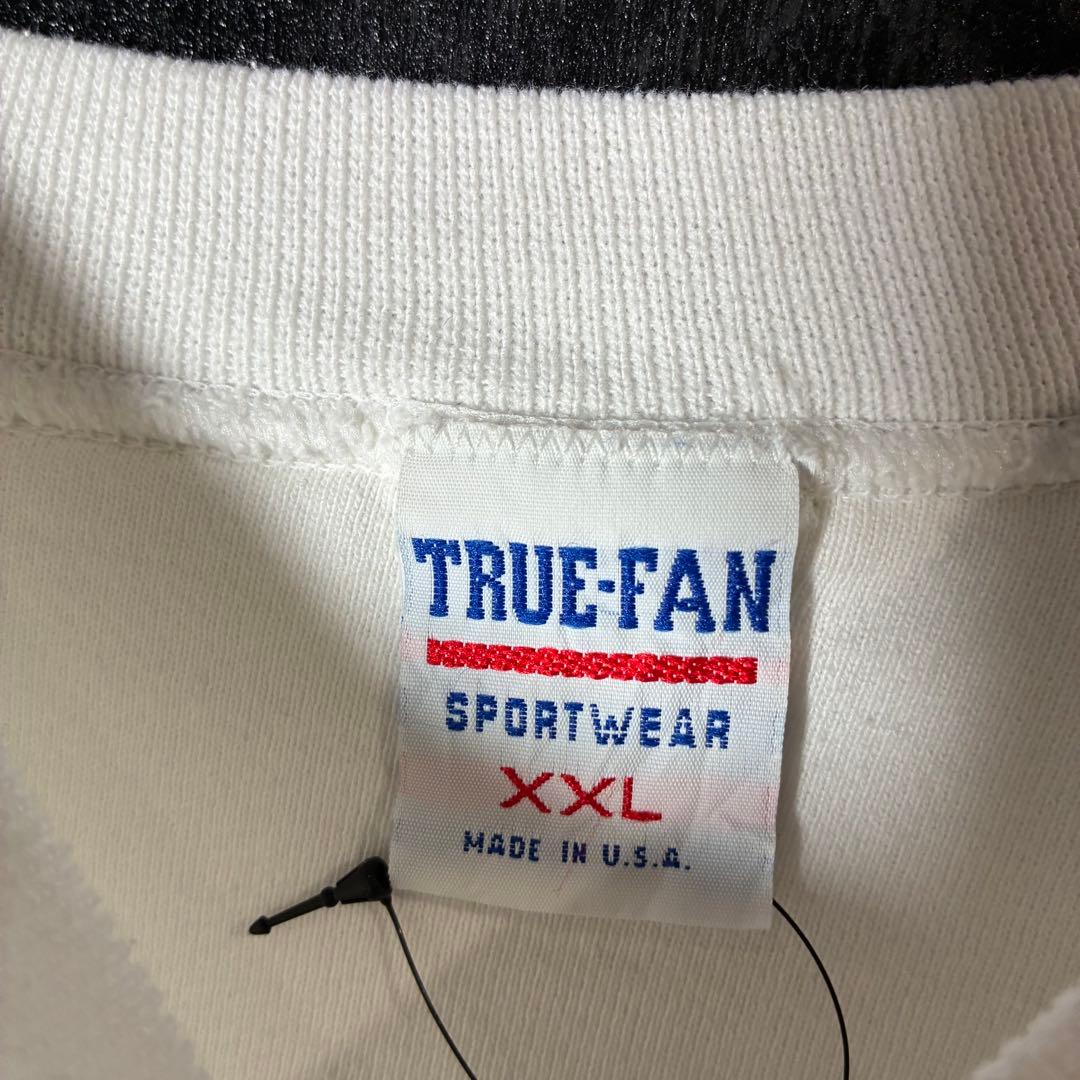 TRUE-FAN
SPORTWEAR
XXL
MADE IN U.S.A.